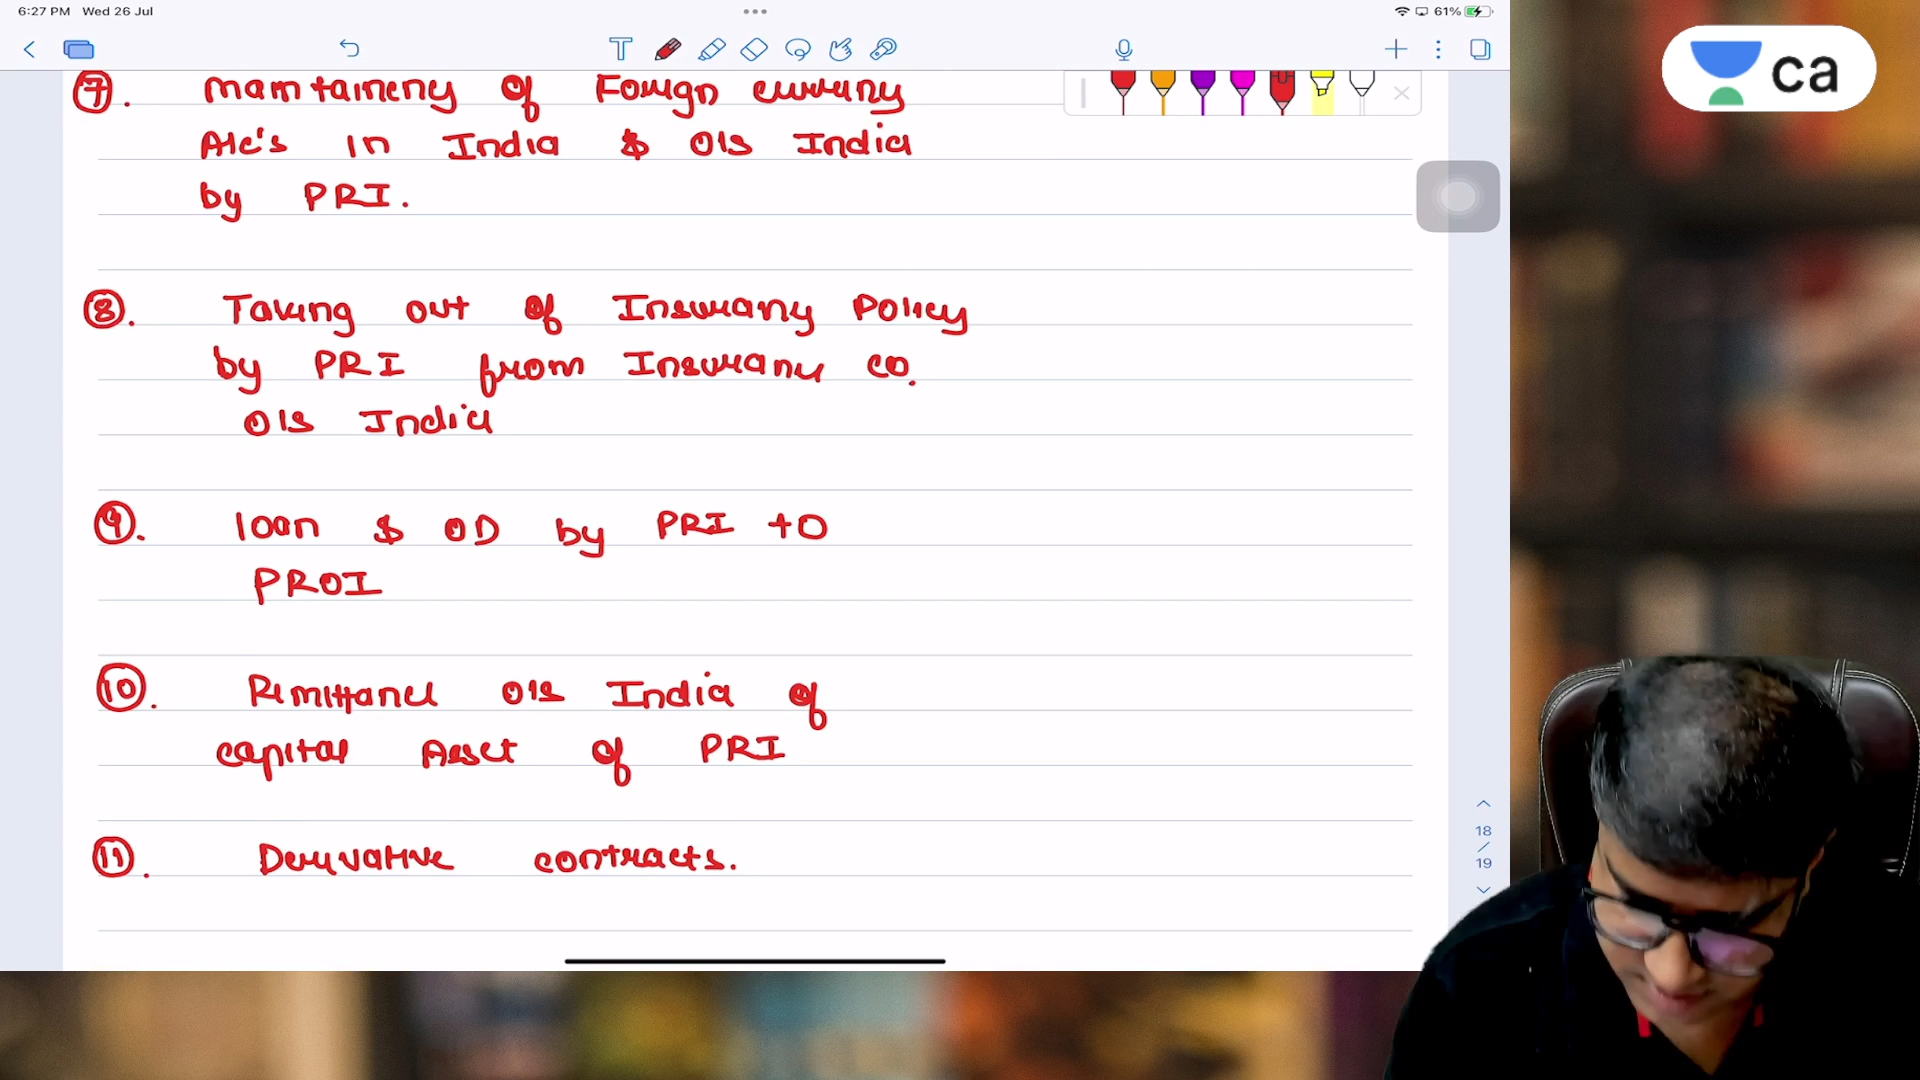 6:27 PM Wed 26 Jul
61%
ca
7. Maintaineny of Foreign currency
A/c's in India & O/s India
by PRI.
8. Taking out of Insurany Policy
by PRI from Insurance co.
O/s India
9. loan & OD by PRI to
PROI
10. Remittance O/s India of
capital Asset of PRI
11. Derivative contracts.
18
/
19